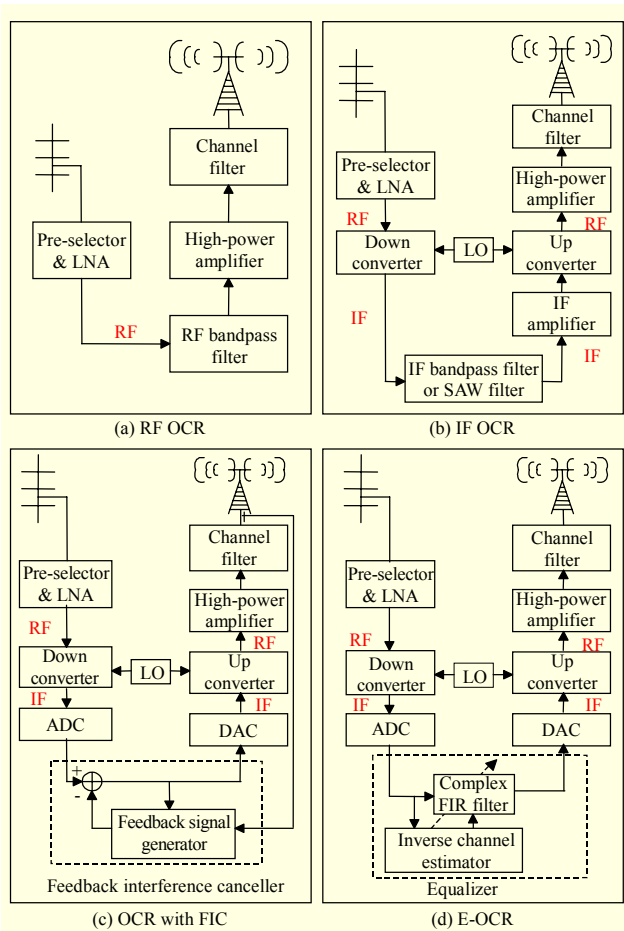 Channel
filter
Pre-selector
& LNA
High-power
amplifier
RF
RF bandpass
filter
(a) RF OCR
Channel
filter
Pre-selector
& LNA
High-power
amplifier
RF
RF
Down
converter
LO
Up
converter
IF
IF
amplifier
IF
IF bandpass filter
or SAW filter
(b) IF OCR
Channel
filter
Pre-selector
& LNA
High-power
amplifier
RF
RF
Down
converter
LO
Up
converter
IF
IF
ADC
DAC
+
-
Feedback signal
generator
Feedback interference canceller
(c) OCR with FIC
Channel
filter
Pre-selector
& LNA
High-power
amplifier
RF
RF
Down
converter
LO
Up
converter
IF
IF
ADC
DAC
Complex
FIR filter
Inverse channel
estimator
Equalizer
(d) E-OCR